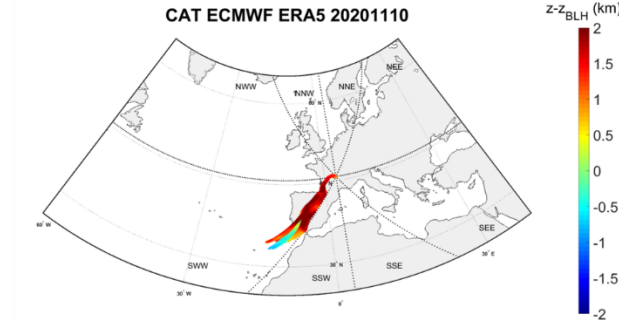 CAT ECMWF ERA5 20201110
z-z_BLH (km)
2
1.5
1
0.5
0
-0.5
-1
-1.5
-2
NWW
NNW
NNE
NEE
60°N
60°W
SWW
30°N
SSW
SSE
SEE
30°W
0°
30°E